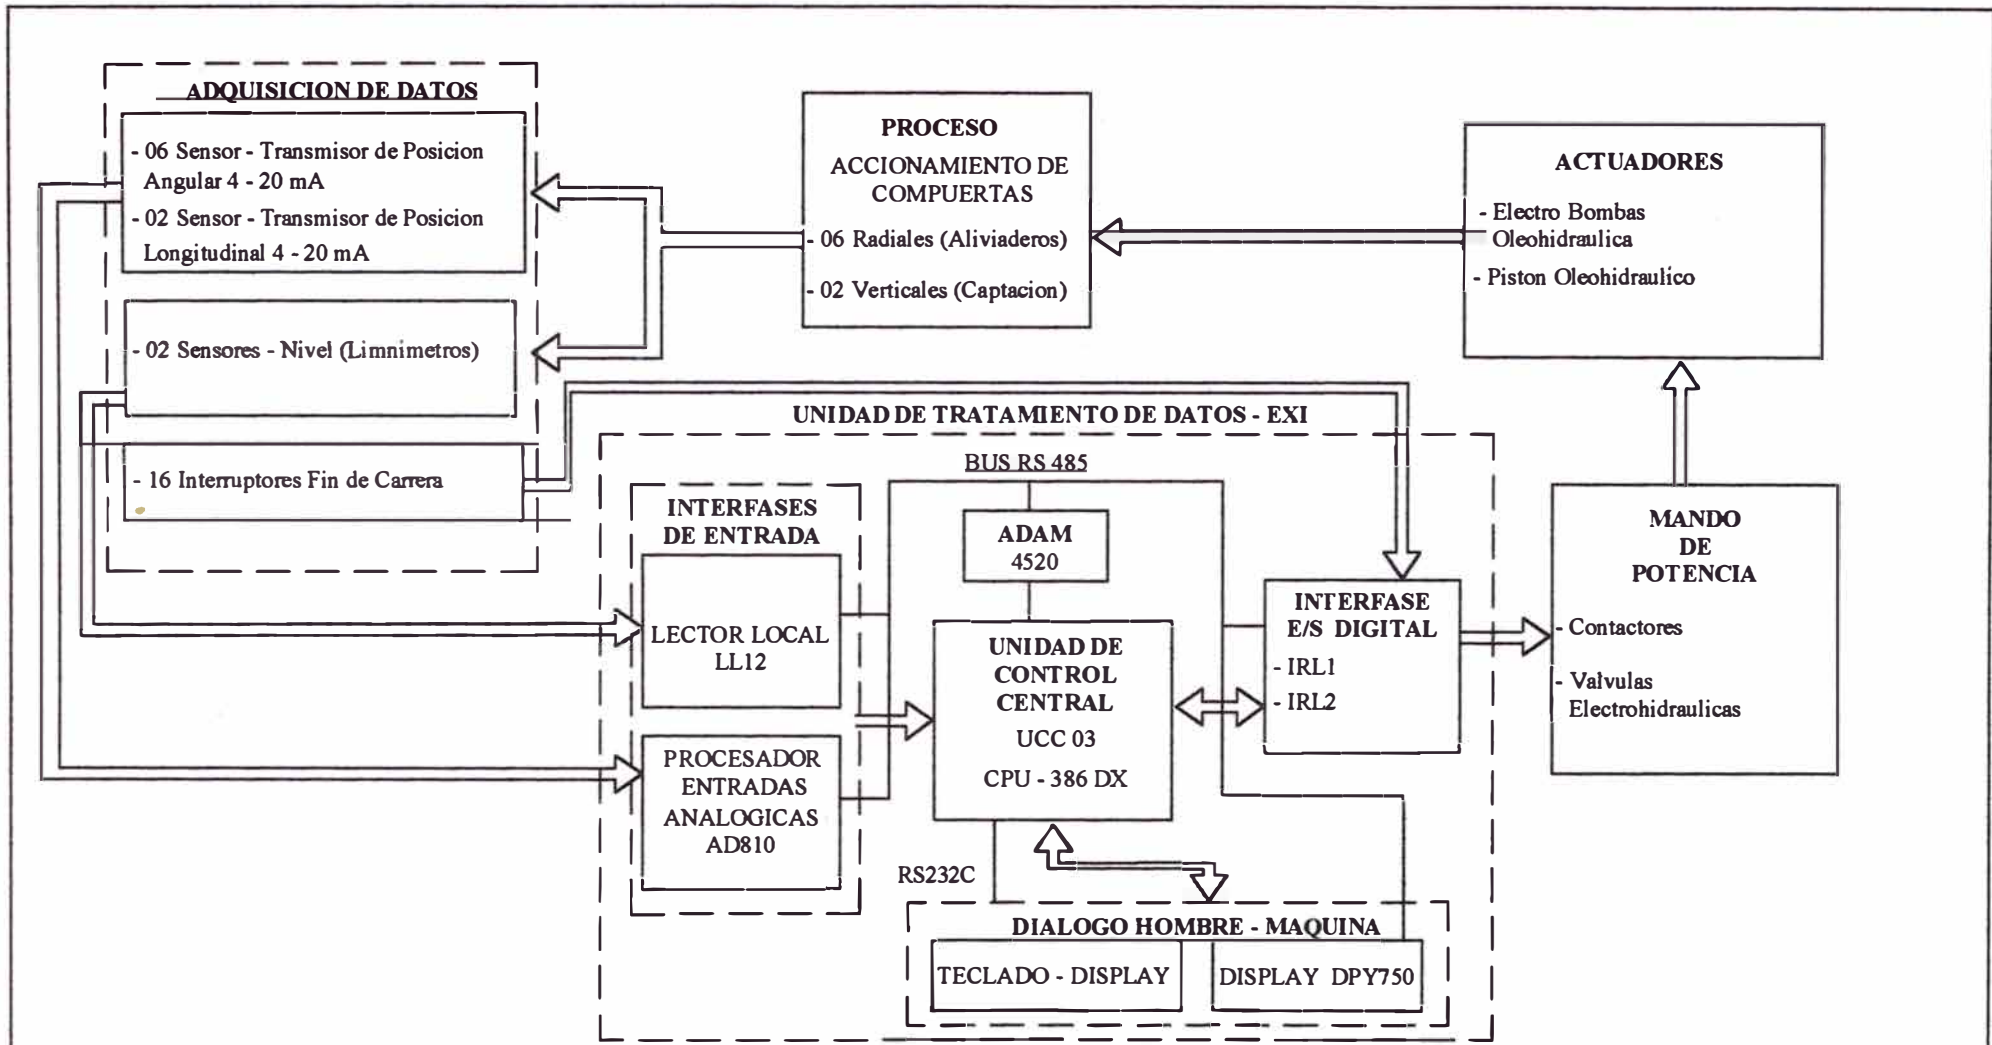 ADQUISICION DE DATOS
- 06 Sensor - Transmisor de Posicion
Angular 4 - 20 mA
- 02 Sensor - Transmisor de Posicion
Longitudinal 4 - 20 mA
- 02 Sensores - Nivel (Limnimetros)
- 16 Interruptores Fin de Carrera
PROCESO
ACCIONAMIENTO DE
COMPUERTAS
- 06 Radiales (Aliviaderos)
- 02 Verticales (Captacion)
ACTUADORES
- Electro Bombas
Oleohidraulica
- Piston Oleohidraulico
UNIDAD DE TRATAMIENTO DE DATOS - EXI
BUS RS 485
INTERFASES
DE ENTRADA
LECTOR LOCAL
LL12
PROCESADOR
ENTRADAS
ANALOGICAS
AD810
ADAM
4520
UNIDAD DE
CONTROL
CENTRAL
UCC 03
CPU - 386 DX
INTERFASE
E/S DIGITAL
- IRL1
- IRL2
MANDO
DE
POTENCIA
- Contactores
- Valvulas
Electrohidraulicas
RS232C
DIALOGO HOMBRE - MAQUINA
TECLADO - DISPLAY
DISPLAY DPY750